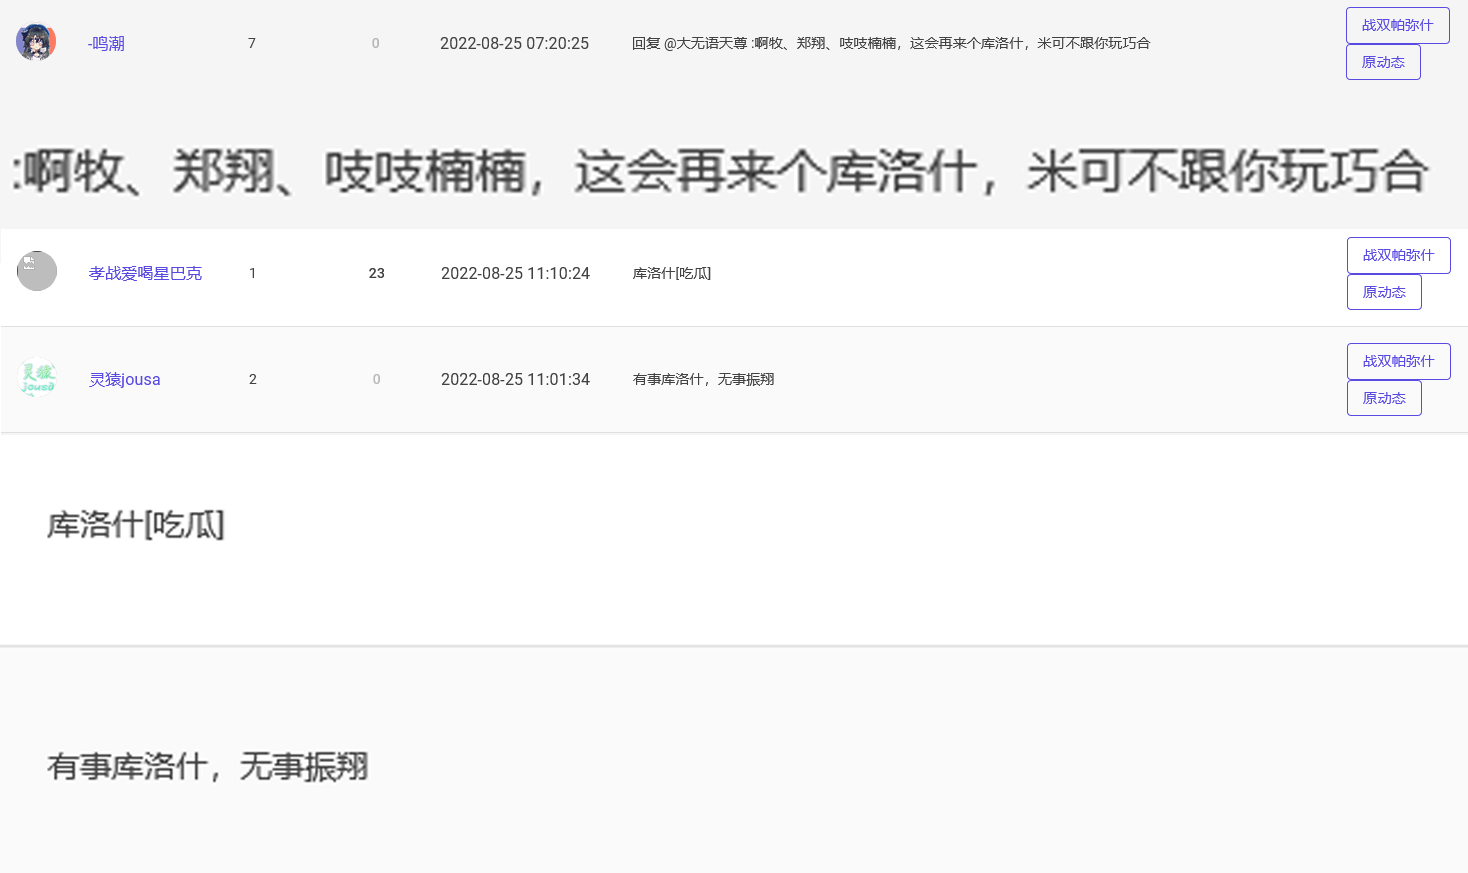 -鸣潮 7 0 2022-08-25 07:20:25 回复 @大无语天尊 :啊牧、郑翔、吱吱楠楠，这会再来个库洛什，米可不跟你玩巧合 战双帕弥什
原动态
:啊牧、郑翔、吱吱楠楠，这会再来个库洛什，米可不跟你玩巧合
孝战爱喝星巴克 1 23 2022-08-25 11:10:24 库洛什[吃瓜] 战双帕弥什
原动态
灵猿jousa 2 0 2022-08-25 11:01:34 有事库洛什，无事振翔 战双帕弥什
原动态
库洛什[吃瓜]
有事库洛什，无事振翔